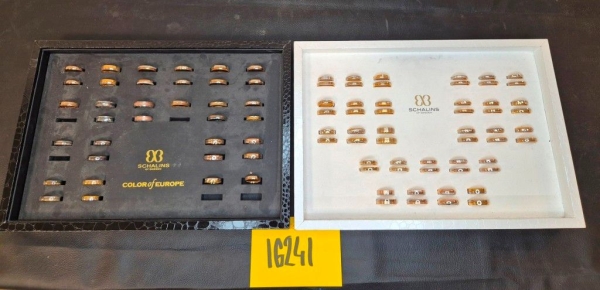 SCHALINS
COLOR of EUROPE
SCHALINS
16241